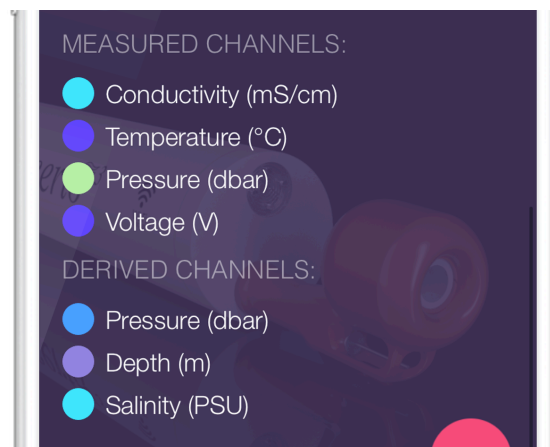 MEASURED CHANNELS:
Conductivity (mS/cm)
Temperature (°C)
Pressure (dbar)
Voltage (V)
DERIVED CHANNELS:
Pressure (dbar)
Depth (m)
Salinity (PSU)